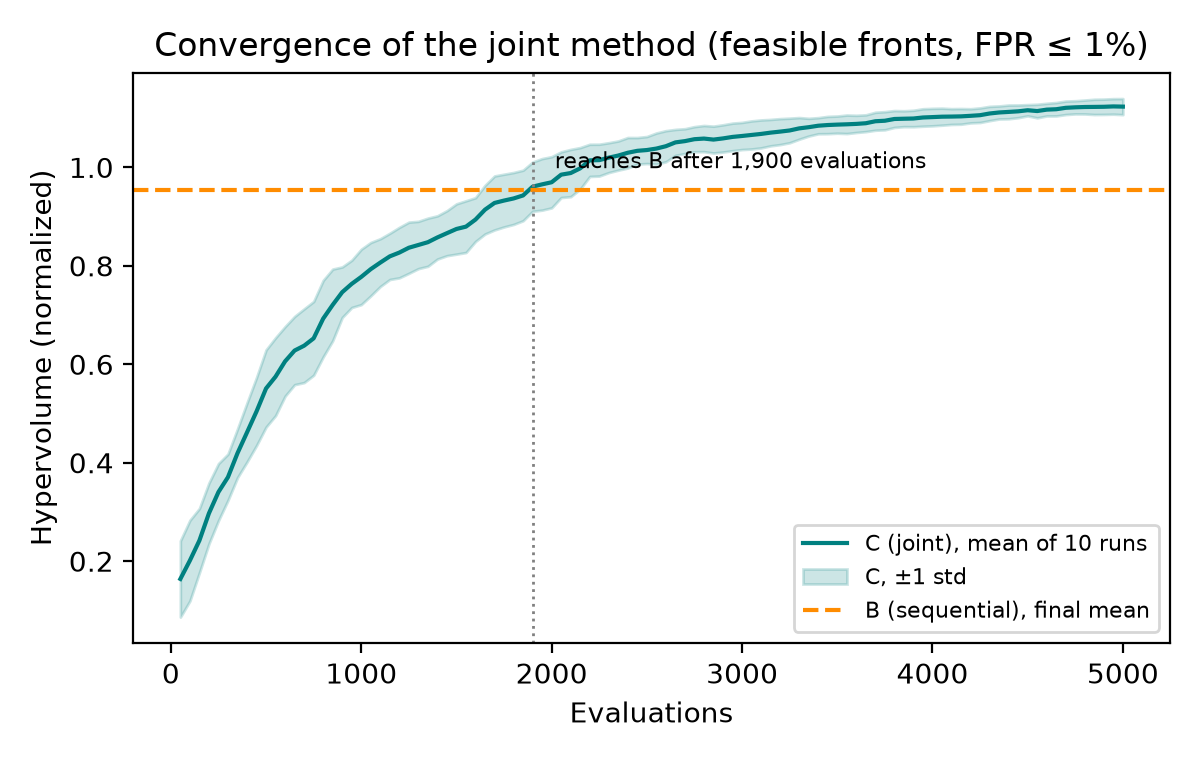 Convergence of the joint method (feasible fronts, FPR ≤ 1%)
Hypervolume (normalized)
1.0
0.8
0.6
0.4
0.2
reaches B after 1,900 evaluations
C (joint), mean of 10 runs
C, ±1 std
B (sequential), final mean
0 1000 2000 3000 4000 5000
Evaluations